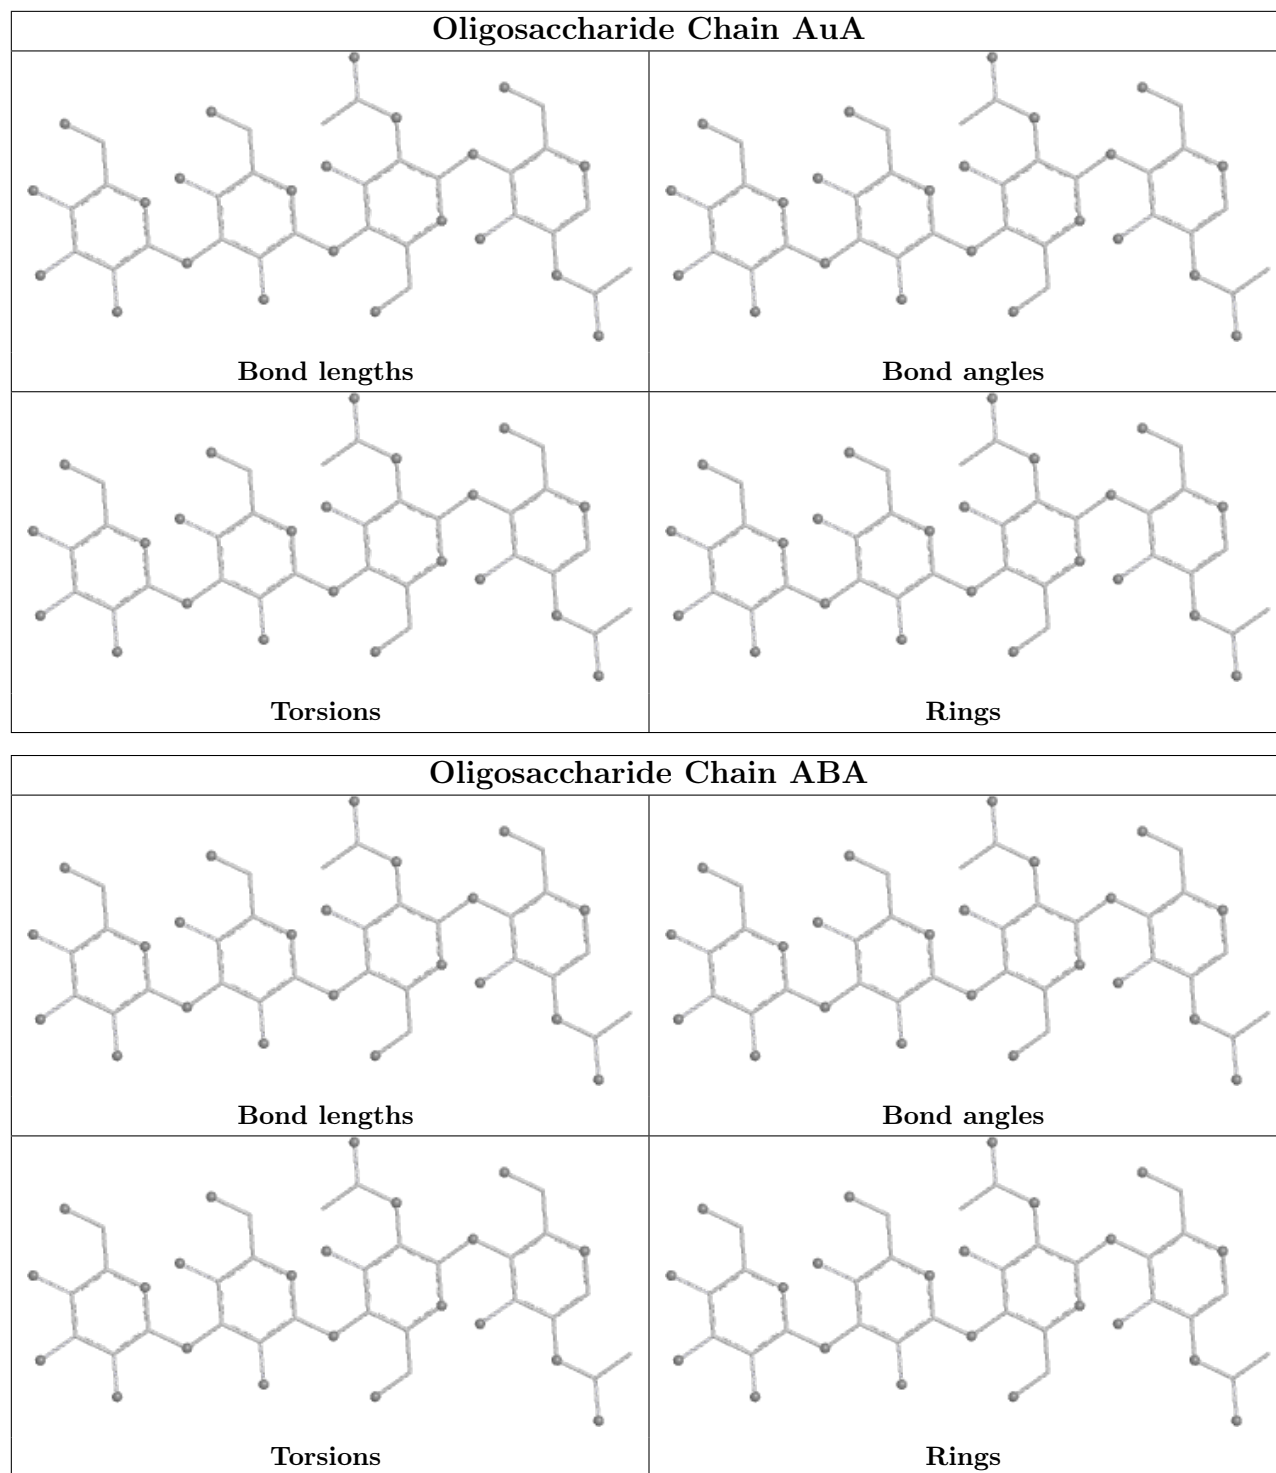 Oligosaccharide Chain AuA
Bond lengths
Bond angles
Torsions
Rings
Oligosaccharide Chain ABA
Bond lengths
Bond angles
Torsions
Rings